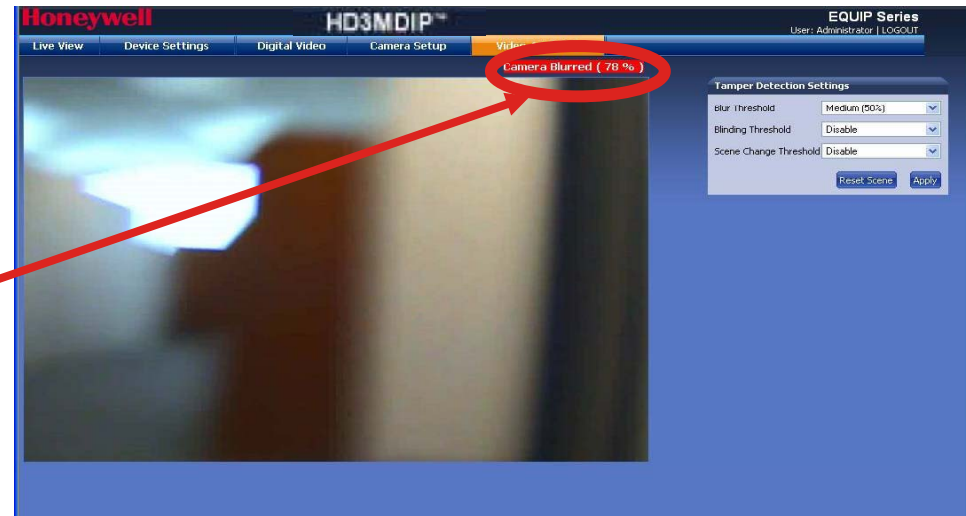 Honeywell
HD3MDIP™
EQUIP Series
User: Administrator | LOGOUT
Live View Device Settings Digital Video Camera Setup Video
Camera Blurred ( 78 % )
Tamper Detection Settings
Blur Threshold Medium (50%)
Blinding Threshold Disable
Scene Change Threshold Disable
Reset Scene Apply